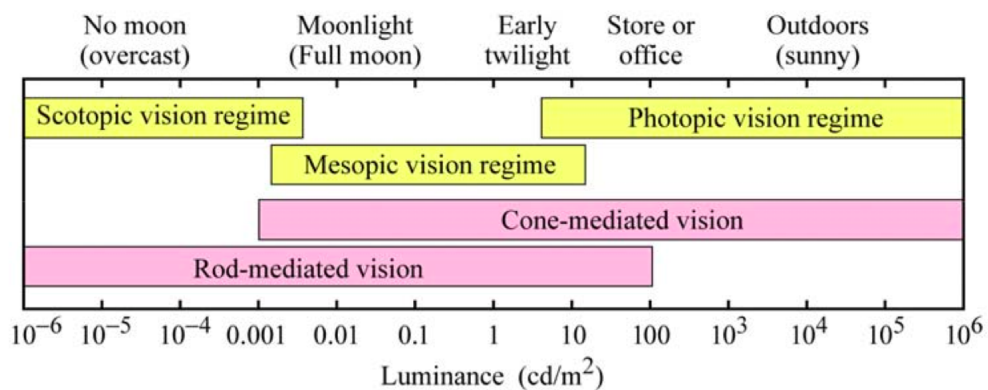 No moon Moonlight Early Store or Outdoors
(overcast) (Full moon) twilight office (sunny)
Scotopic vision regime Photopic vision regime
Mesopic vision regime
Cone-mediated vision
Rod-mediated vision
10⁻⁶ 10⁻⁵ 10⁻⁴ 0.001 0.01 0.1 1 10 100 10³ 10⁴ 10⁵ 10⁶
Luminance (cd/m²)